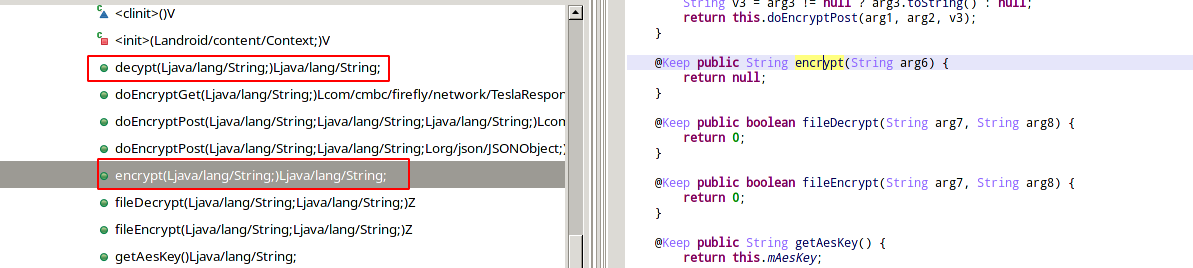 <clinit>()V
<init>(Landroid/content/Context;)V
decypt(Ljava/lang/String;)Ljava/lang/String;
doEncryptGet(Ljava/lang/String;)Lcom/cmbc/firefly/network/TeslaRespon
doEncryptPost(Ljava/lang/String;Ljava/lang/String;Ljava/lang/String;)Lcom
doEncryptPost(Ljava/lang/String;Ljava/lang/String;Lorg/json/JSONObject;)
encrypt(Ljava/lang/String;)Ljava/lang/String;
fileDecrypt(Ljava/lang/String;Ljava/lang/String;)Z
fileEncrypt(Ljava/lang/String;Ljava/lang/String;)Z
getAesKey()Ljava/lang/String;
String v3 = arg3 != null ? arg3.toString() : null;
return this.doEncryptPost(arg1, arg2, v3);
}
@Keep public String encrypt(String arg6) {
return null;
}
@Keep public boolean fileDecrypt(String arg7, String arg8) {
return 0;
}
@Keep public boolean fileEncrypt(String arg7, String arg8) {
return 0;
}
@Keep public String getAesKey() {
return this.mAesKey;